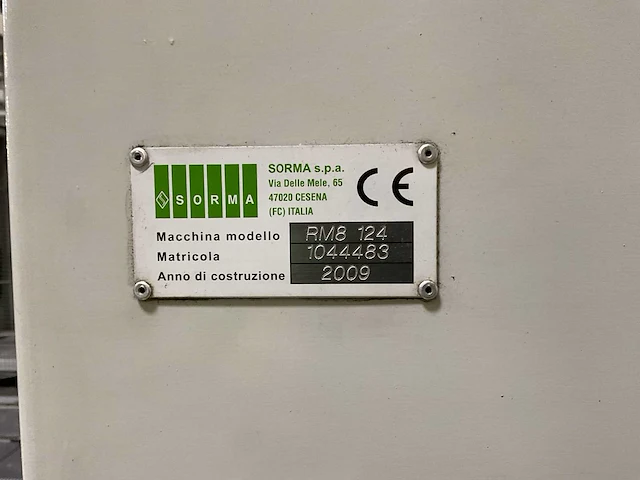 SORMA
SORMA s.p.a.
Via Delle Mele, 65
47020 CESENA
(FC) ITALIA
CE
Macchina modello RM8 124
Matricola 1044483
Anno di costruzione 2009